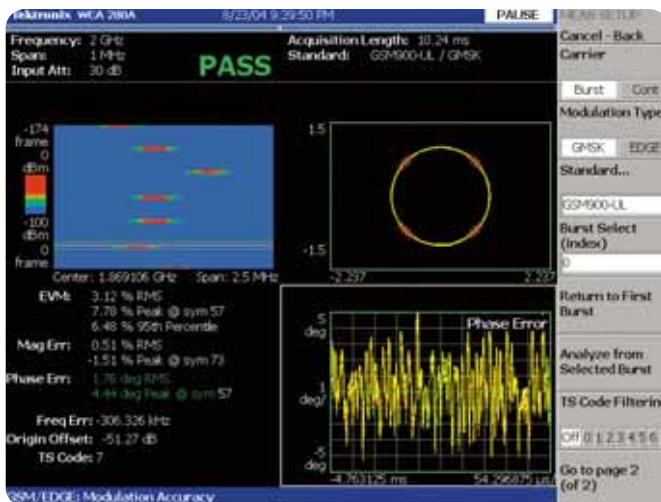 Tektronix WCA 280A 8/23/04 9:29:50 PM PAUSE MEAS SETUP
Frequency: 2 GHz
Span: 1 MHz
Input Att: 30 dB
PASS
Acquisition Length: 10.24 ms
Standard: GSM900-UL / GMSK
-174
frame
0
dBm
-100
dBm
0
frame
Center: 1.869106 GHz Span: 2.5 MHz
1.5
-1.5
-2.237 2.237
EVM: 3.12 % RMS
7.78 % Peak @ sym 57
6.48 % 95th Percentile
Mag Err: 0.51 % RMS
-1.51 % Peak @ sym 73
Phase Err: 1.76 deg RMS
4.44 deg Peak @ sym 57
Freq Err: -306.326 kHz
Origin Offset: -51.27 dB
TS Code: 7
5
deg
Phase Error
1
deg/
-5
deg
-4.763125 ms 54.296875 µs
GSM/EDGE: Modulation Accuracy
Cancel - Back
Carrier
Burst Cont
Modulation Type
GMSK EDGE
Standard...
GSM900-UL
Burst Select
(Index)
0
Return to First
Burst
Analyze from
Selected Burst
TS Code Filterin
Off 0 1 2 3 4 5 6
Go to page 2
(of 2)